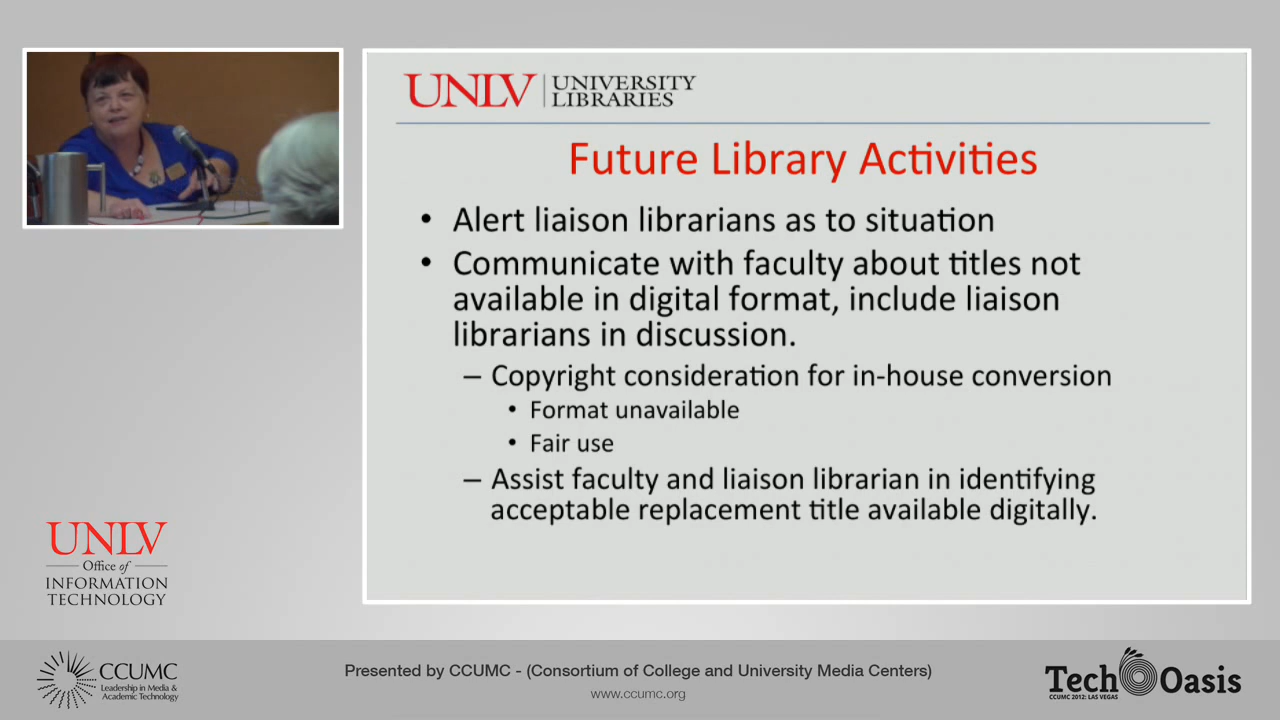 UNLV UNIVERSITY
LIBRARIES
Future Library Activities
• Alert liaison librarians as to situation
• Communicate with faculty about titles not
available in digital format, include liaison
librarians in discussion.
– Copyright consideration for in-house conversion
• Format unavailable
• Fair use
– Assist faculty and liaison librarian in identifying
acceptable replacement title available digitally.
UNLV
Office of
INFORMATION
TECHNOLOGY
CCUMC
Leadership in Media &
Academic Technology
Presented by CCUMC - (Consortium of College and University Media Centers)
www.ccumc.org
Tech Oasis
CCUMC 2012: LAS VEGAS